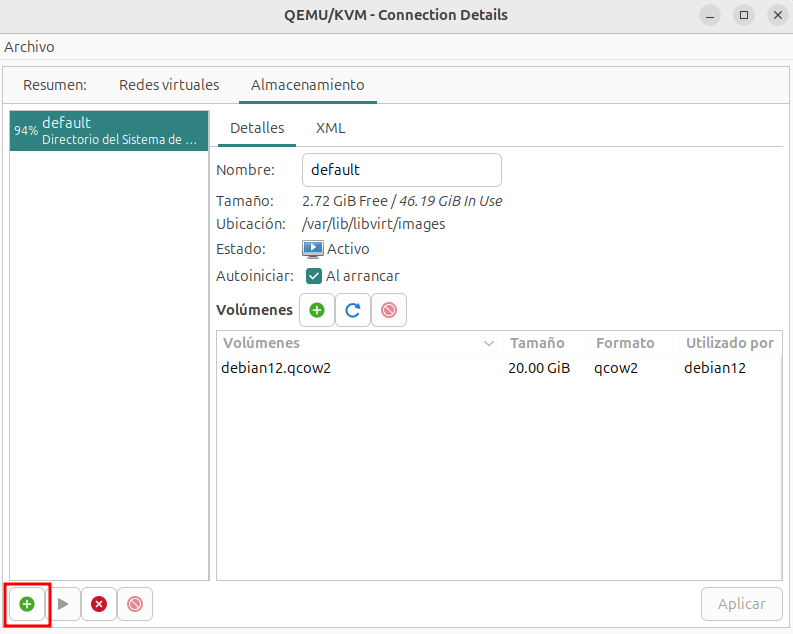 QEMU/KVM - Connection Details
Archivo
Resumen: Redes virtuales Almacenamiento
94% default
Directorio del Sistema de ...
Detalles XML
Nombre: default
Tamaño: 2.72 GiB Free / 46.19 GiB In Use
Ubicación: /var/lib/libvirt/images
Estado: Activo
Autoiniciar: Al arrancar
Volúmenes
Volúmenes Tamaño Formato Utilizado por
debian12.qcow2 20.00 GiB qcow2 debian12
Aplicar